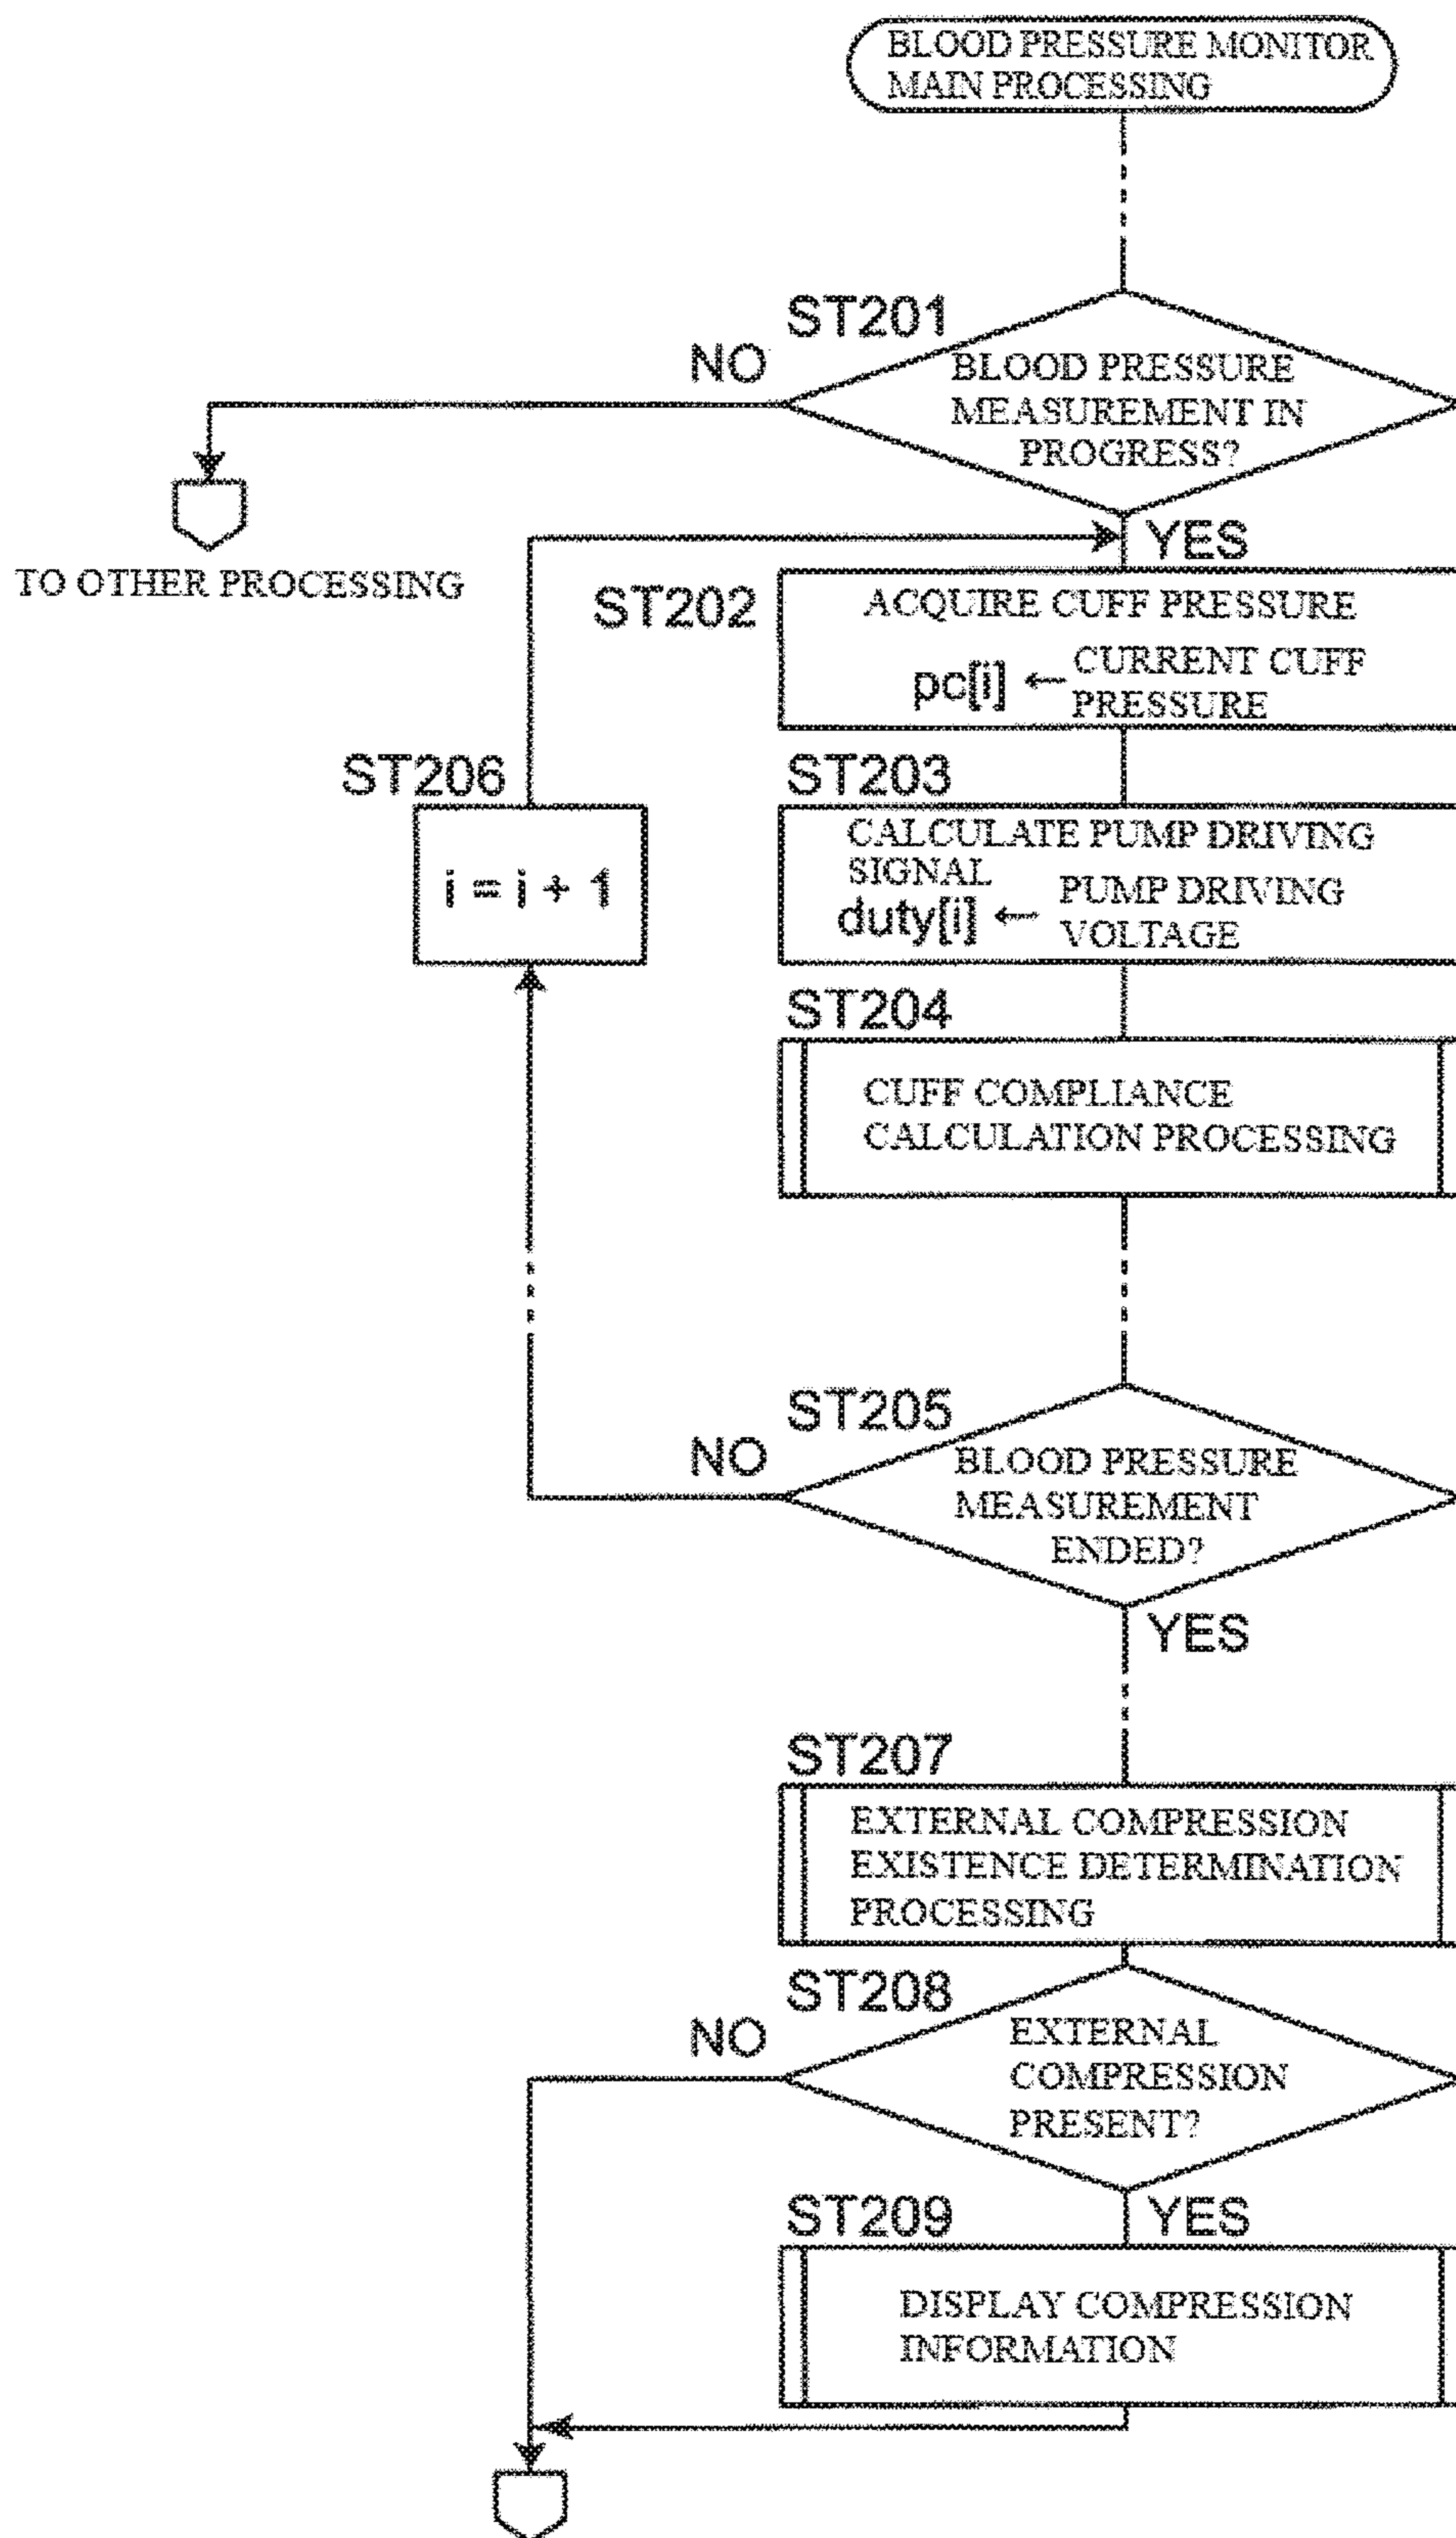 BLOOD PRESSURE MONITOR
MAIN PROCESSING
ST201
NO
BLOOD PRESSURE
MEASUREMENT IN
PROGRESS?
YES
TO OTHER PROCESSING
ST202
ACQUIRE CUFF PRESSURE
pc[i] ← CURRENT CUFF
PRESSURE
ST206
i = i + 1
ST203
CALCULATE PUMP DRIVING
SIGNAL
duty[i] ← PUMP DRIVING
VOLTAGE
ST204
CUFF COMPLIANCE
CALCULATION PROCESSING
ST205
NO
BLOOD PRESSURE
MEASUREMENT
ENDED?
YES
ST207
EXTERNAL COMPRESSION
EXISTENCE DETERMINATION
PROCESSING
ST208
NO
EXTERNAL
COMPRESSION
PRESENT?
ST209
YES
DISPLAY COMPRESSION
INFORMATION